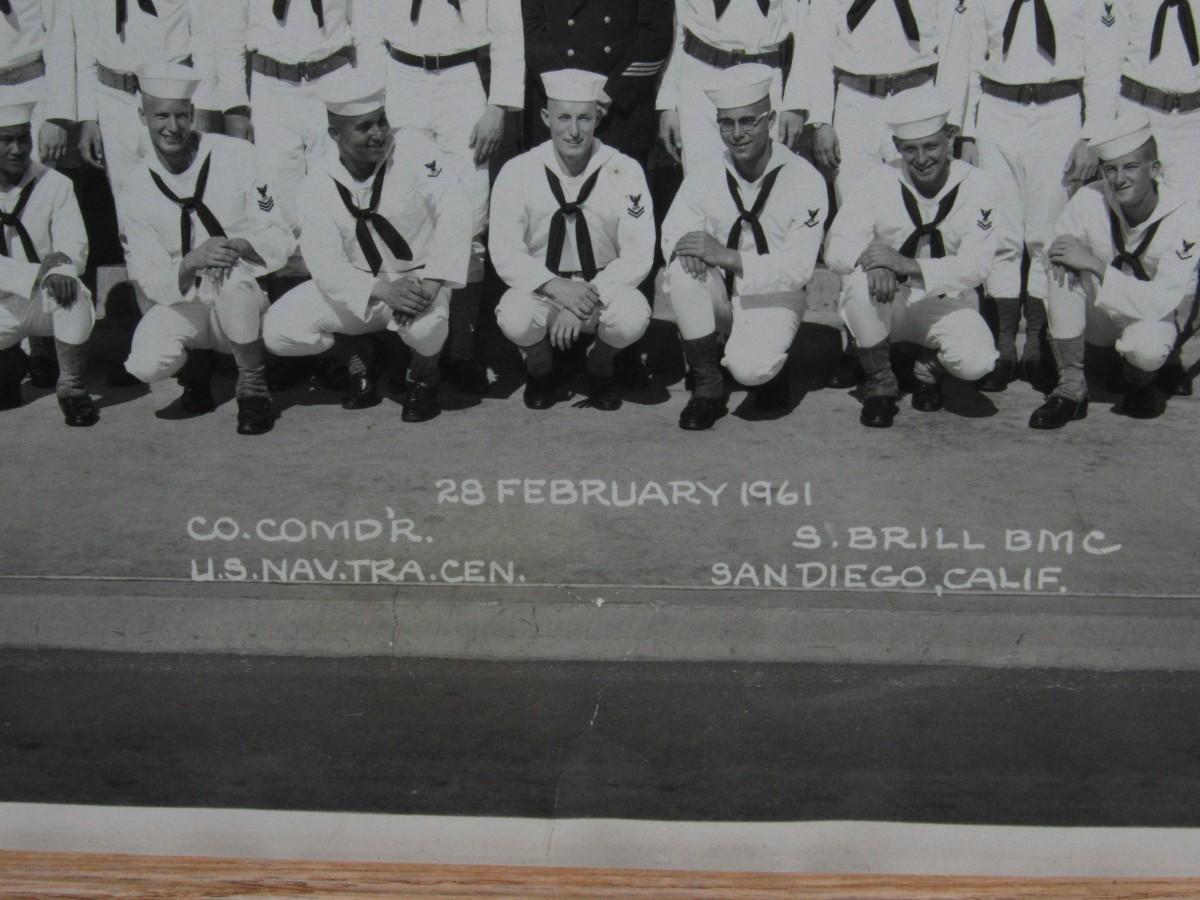 28 FEBRUARY 1961
CO. COMD'R. S. BRILL BMC
U.S. NAV. TRA. CEN. SAN DIEGO, CALIF.